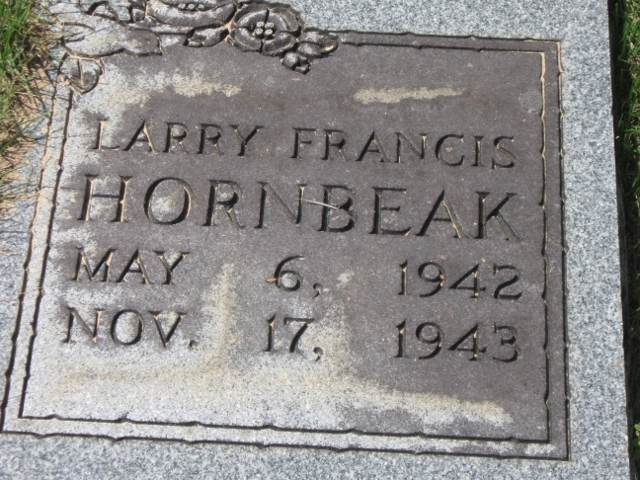 LARRY FRANCIS
HORNBEAK
MAY 6, 1942
NOV. 17, 1943